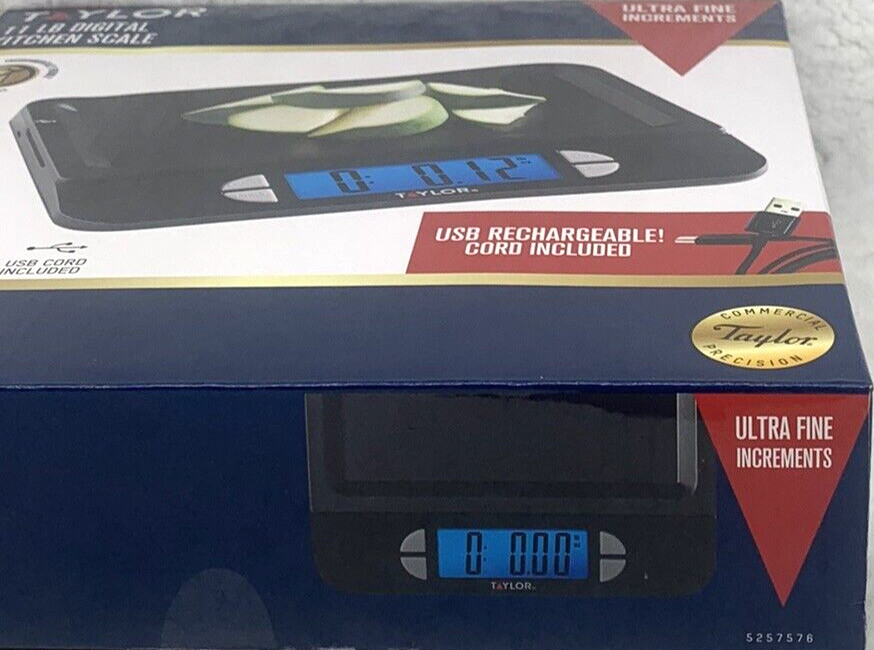 TAYLOR
11 LB DIGITAL
KITCHEN SCALE
ULTRA FINE
INCREMENTS
0: 0.12
TAYLOR
USB RECHARGEABLE!
CORD INCLUDED
USB CORD
INCLUDED
COMMERCIAL
Taylor
PRECISION
ULTRA FINE
INCREMENTS
0: 0.00
TAYLOR
5257576